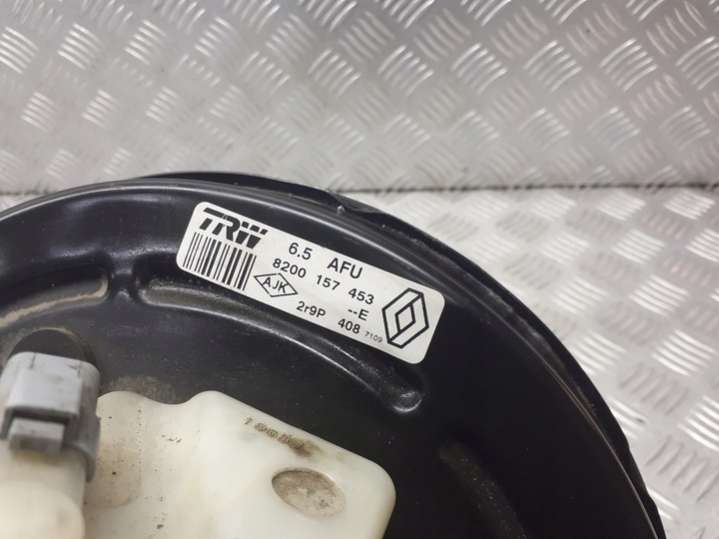 TRW
6.5 AFU
8200 157 453
AJK
--E
2r9P 408 7109